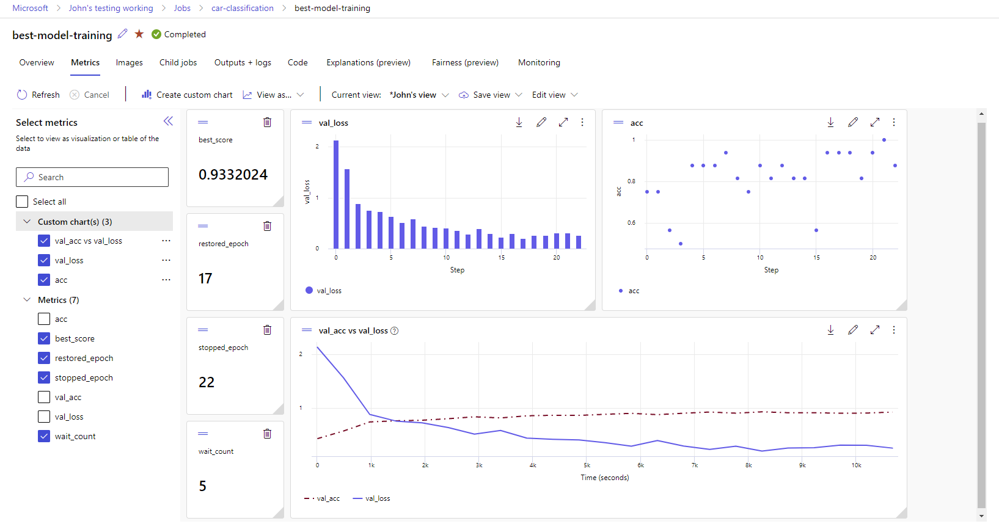 Microsoft > John's testing working > Jobs > car-classification > best-model-training
best-model-training Completed
Overview Metrics Images Child jobs Outputs + logs Code Explanations (preview) Fairness (preview) Monitoring
Refresh Cancel Create custom chart View as... Current view: *John's view Save view Edit view
Select metrics
Select to view as visualization or table of the
data
Search
Select all
Custom chart(s) (3)
val_acc vs val_loss ...
val_loss ...
acc ...
Metrics (7)
acc
best_score
restored_epoch
stopped_epoch
val_acc
val_loss
wait_count
best_score
0.9332024
restored_epoch
17
stopped_epoch
22
wait_count
5
val_loss
2
1
0
val_loss
0 5 10 15 20
Step
val_loss
acc
1
0.8
0.6
acc
0 5 10 15 20
Step
acc
val_acc vs val_loss ?
2
1
0 1k 2k 3k 4k 5k 6k 7k 8k 9k 10k
Time (seconds)
val_acc val_loss